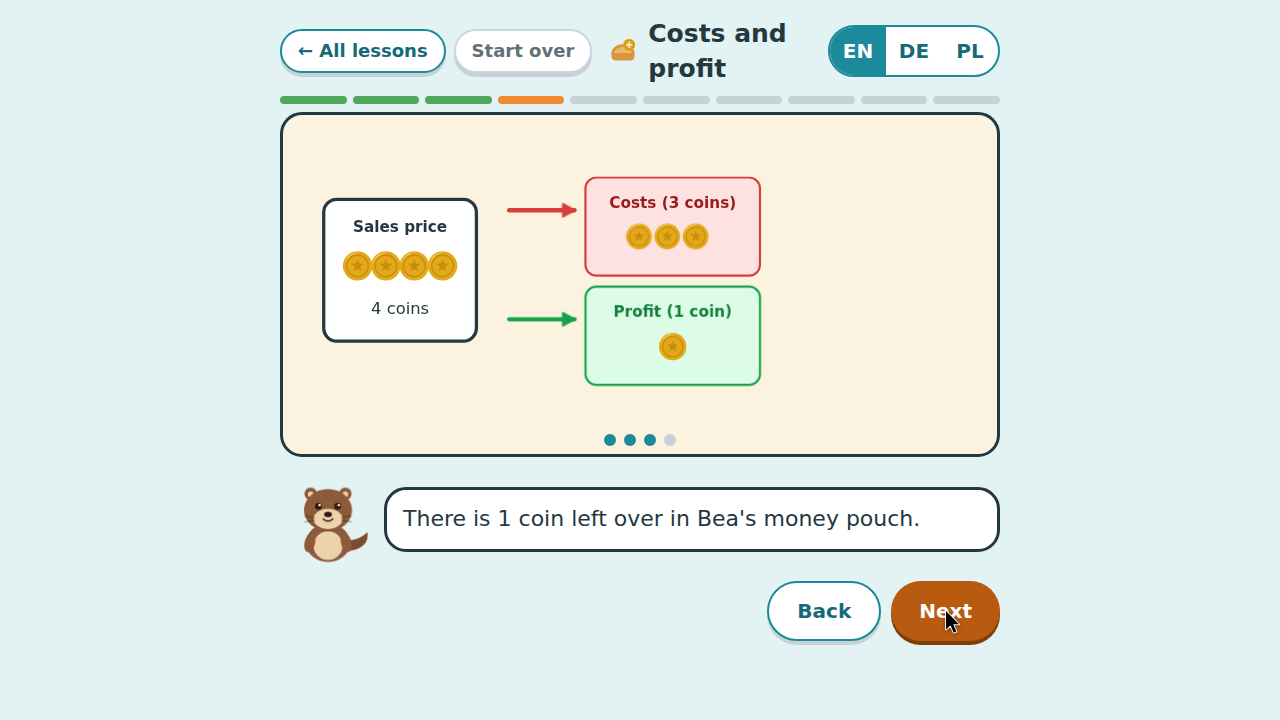 ← All lessons
Start over
Costs and
profit
EN
DE
PL
Sales price
4 coins
Costs (3 coins)
Profit (1 coin)
There is 1 coin left over in Bea's money pouch.
Back
Next